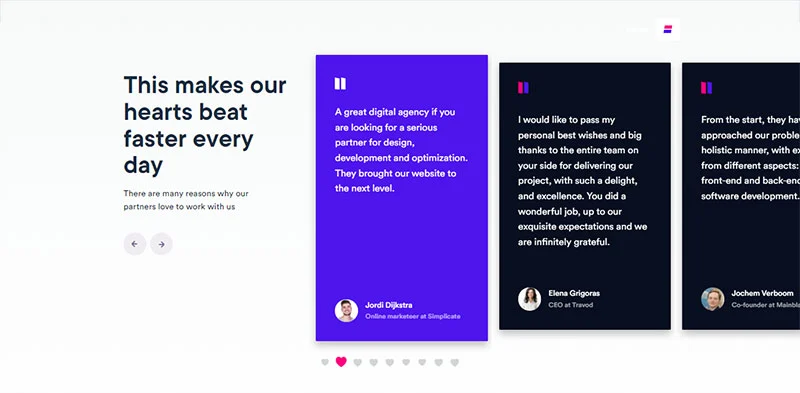 This makes our
hearts beat
faster every
day
There are many reasons why our
partners love to work with us
A great digital agency if you
are looking for a serious
partner for design,
development and optimization.
They brought our website to
the next level.
Jordi Dijkstra
Online marketeer at Simplicate
I would like to pass my
personal best wishes and big
thanks to the entire team on
your side for delivering our
project, with such a delight,
and excellence. You did a
wonderful job, up to our
exquisite expectations and we
are infinitely grateful.
Elena Grigoras
CEO at Travod
From the start, they hav
approached our proble
holistic manner, with ex
from different aspects:
front-end and back-end
software development.
Jochem Verboom
Co-founder at Mainbla